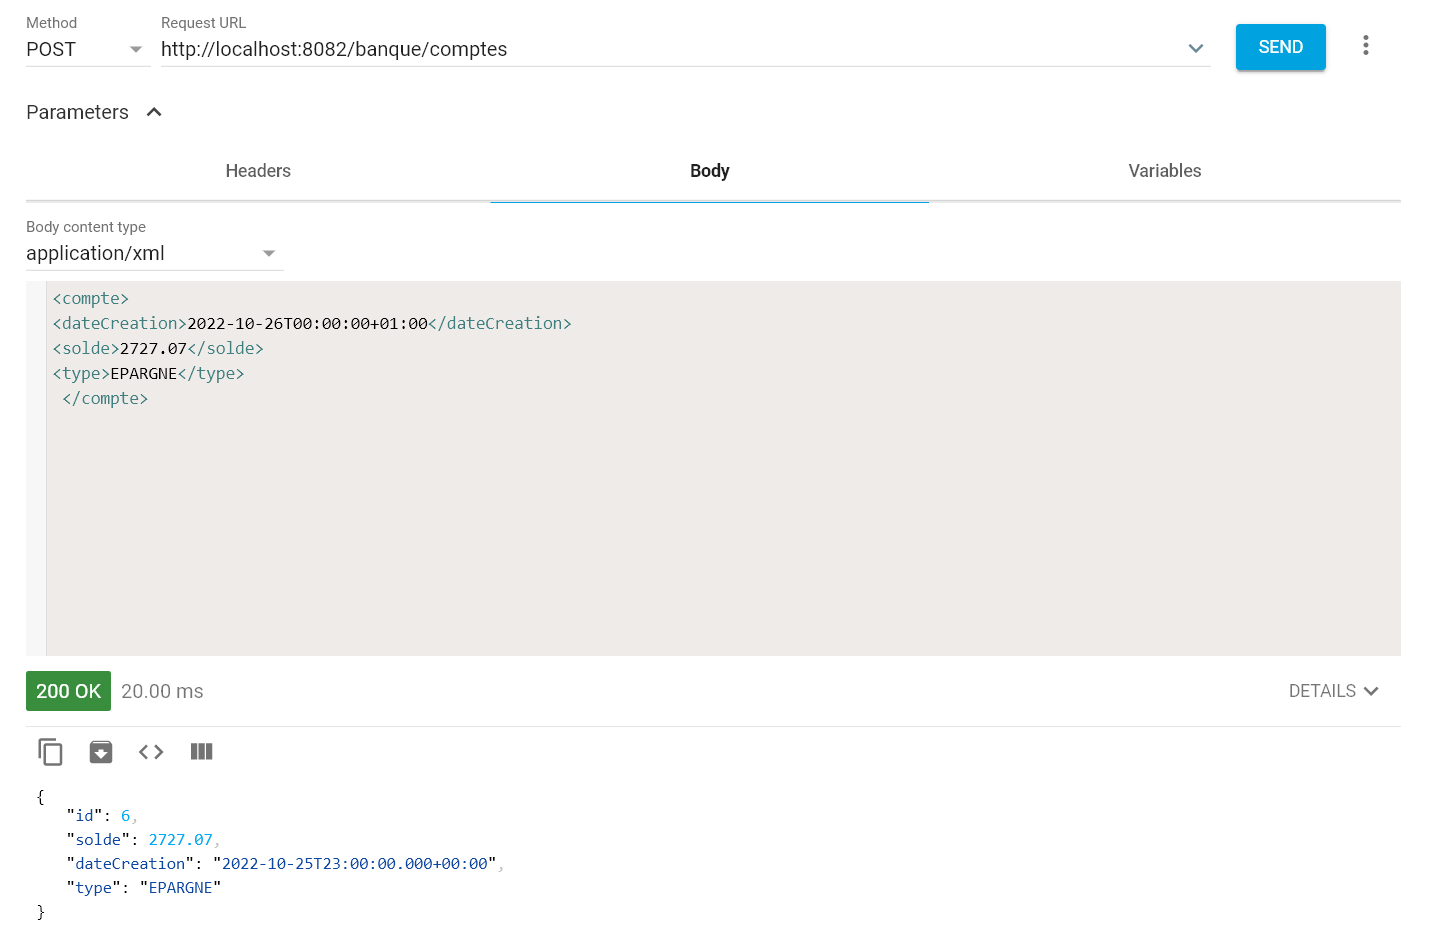 Method
Request URL
POST
http://localhost:8082/banque/comptes
SEND
Parameters
Headers
Body
Variables
Body content type
application/xml
<compte>
<dateCreation>2022-10-26T00:00:00+01:00</dateCreation>
<solde>2727.07</solde>
<type>EPARGNE</type>
</compte>
200 OK
20.00 ms
DETAILS
{
"id": 6,
"solde": 2727.07,
"dateCreation": "2022-10-25T23:00:00.000+00:00",
"type": "EPARGNE"
}